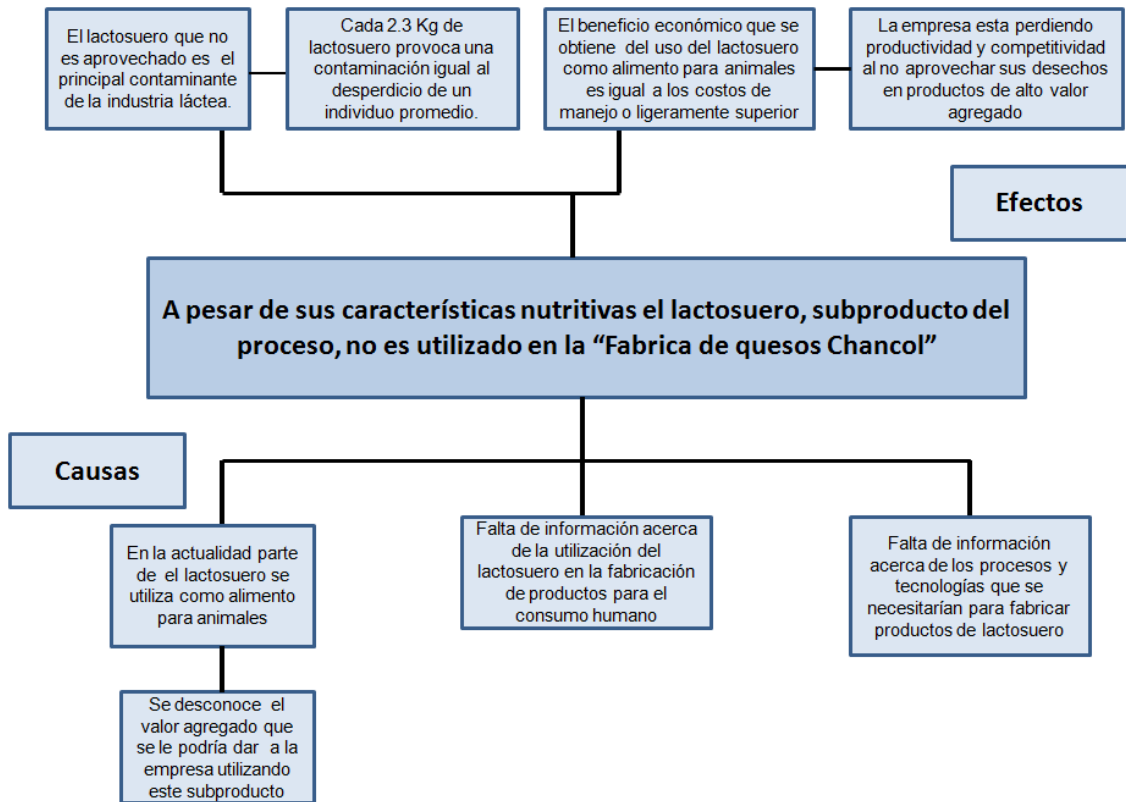 El lactosuero que no
es aprovechado es el
principal contaminante
de la industria láctea.
Cada 2.3 Kg de
lactosuero provoca una
contaminación igual al
desperdicio de un
individuo promedio.
El beneficio económico que se
obtiene del uso del lactosuero
como alimento para animales
es igual a los costos de
manejo o ligeramente superior
La empresa esta perdiendo
productividad y competitividad
al no aprovechar sus desechos
en productos de alto valor
agregado
Efectos
A pesar de sus características nutritivas el lactosuero, subproducto del
proceso, no es utilizado en la “Fabrica de quesos Chancol”
Causas
En la actualidad parte
de el lactosuero se
utiliza como alimento
para animales
Falta de información acerca
de la utilización del
lactosuero en la fabricación
de productos para el
consumo humano
Falta de información
acerca de los procesos y
tecnologías que se
necesitarían para fabricar
productos de lactosuero
Se desconoce el
valor agregado que
se le podría dar a la
empresa utilizando
este subproducto